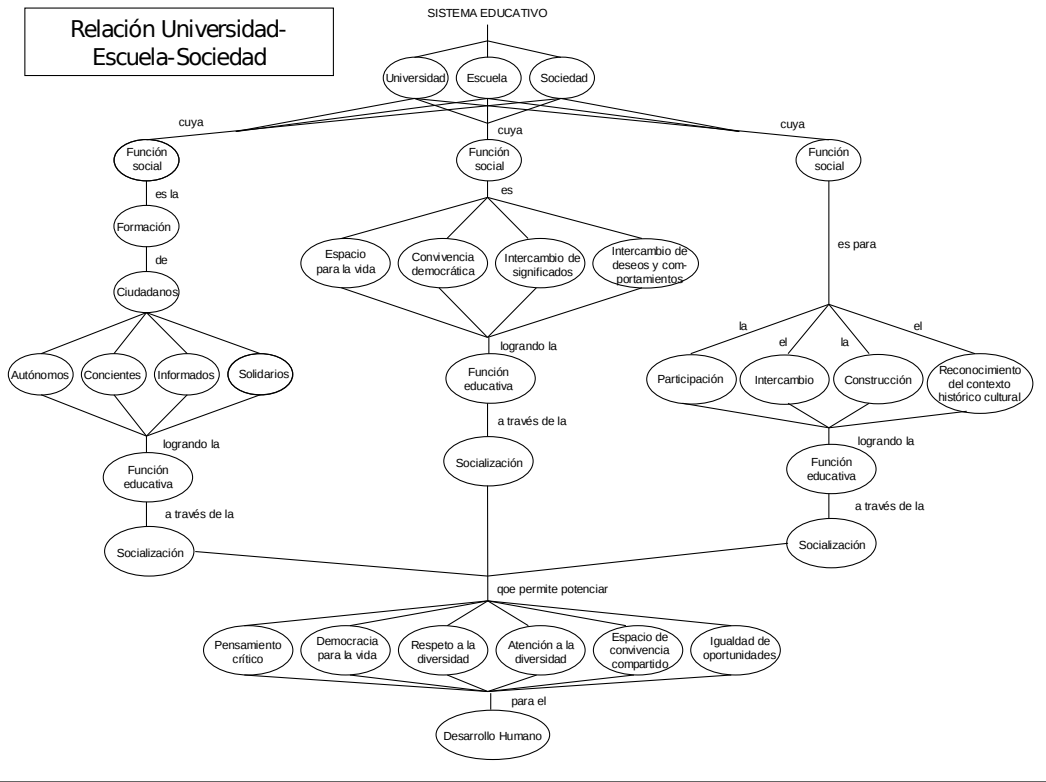 Relación Universidad-
Escuela-Sociedad
SISTEMA EDUCATIVO
Universidad
Escuela
Sociedad
cuya
cuya
cuya
Función
social
Función
social
Función
social
es la
es
es para
Formación
de
Ciudadanos
Espacio
para la vida
Convivencia
democrática
Intercambio de
significados
Intercambio de
deseos y com-
portamientos
la
el
la
el
Autónomos
Concientes
Informados
Solidarios
logrando la
Función
educativa
a través de la
Socialización
Participación
Intercambio
Construcción
Reconocimiento
del contexto
histórico cultural
logrando la
Función
educativa
a través de la
Socialización
logrando la
Función
educativa
a través de la
Socialización
qoe permite potenciar
Pensamiento
crítico
Democracia
para la vida
Respeto a la
diversidad
Atención a la
diversidad
Espacio de
convivencia
compartido
Igualdad de
oportunidades
para el
Desarrollo Humano